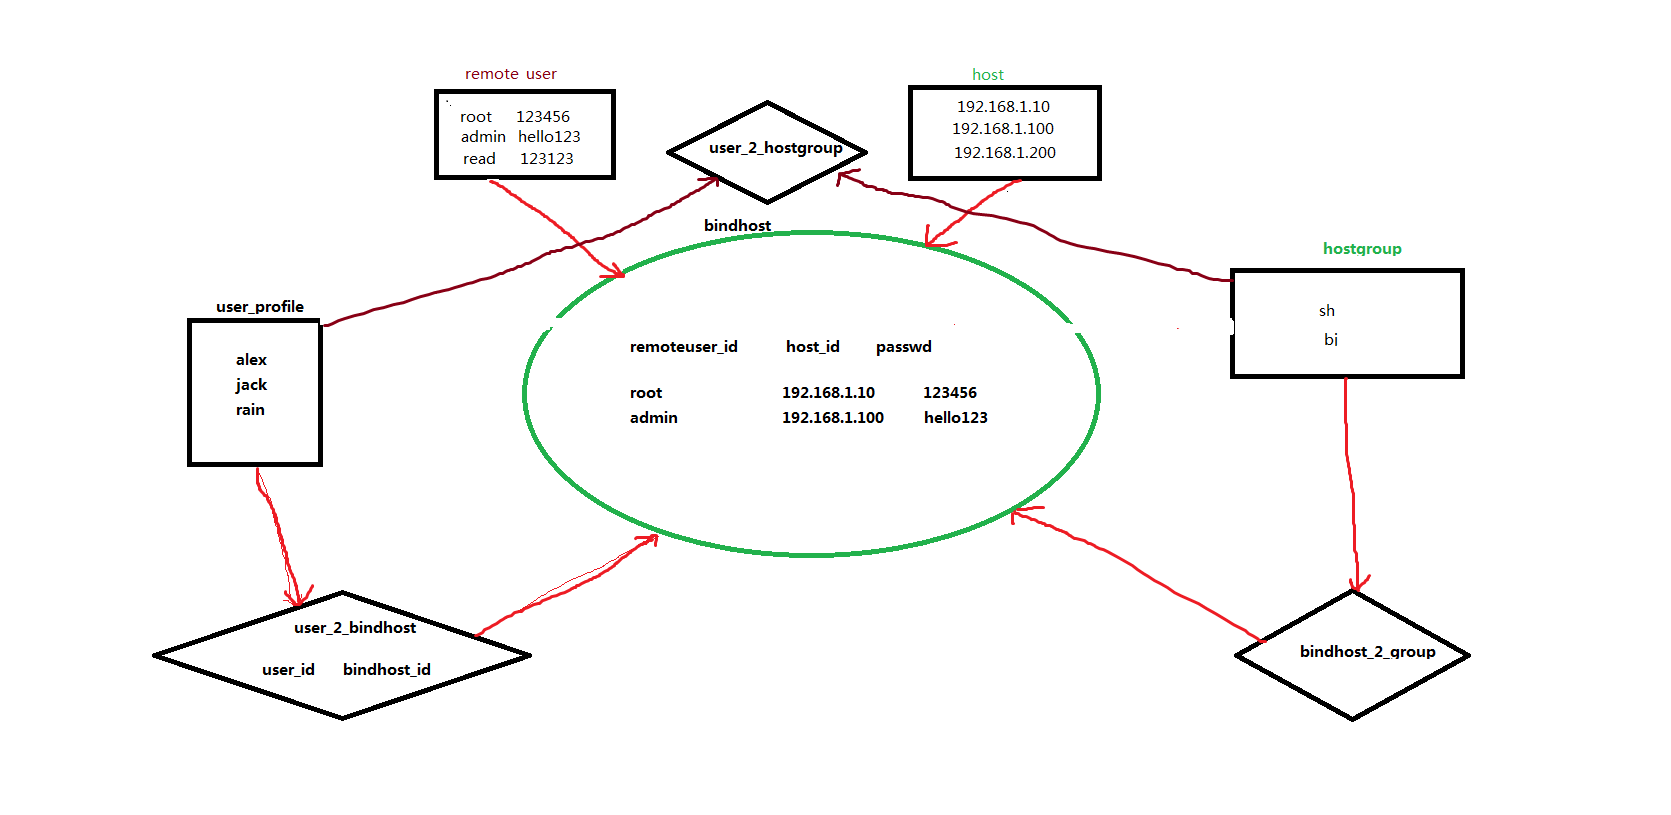 remote user
root 123456
admin hello123
read 123123
user_2_hostgroup
host
192.168.1.10
192.168.1.100
192.168.1.200
bindhost
hostgroup
sh
bi
user_profile
alex
jack
rain
remoteuser_id host_id passwd
root 192.168.1.10 123456
admin 192.168.1.100 hello123
user_2_bindhost
user_id bindhost_id
bindhost_2_group